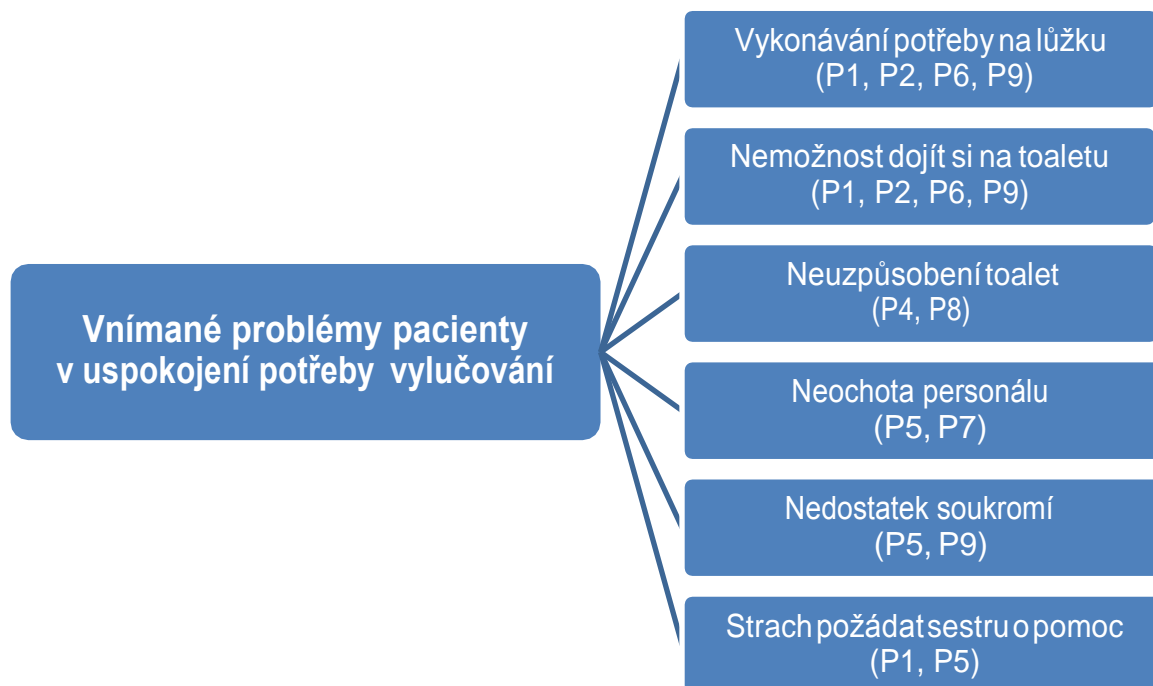 Vnímané problémy pacienty
v uspokojení potřeby vylučování
Vykonávání potřeby na lůžku
(P1, P2, P6, P9)
Nemožnost dojít si na toaletu
(P1, P2, P6, P9)
Neuzpůsobení toalet
(P4, P8)
Neochota personálu
(P5, P7)
Nedostatek soukromí
(P5, P9)
Strach požádat sestru o pomoc
(P1, P5)